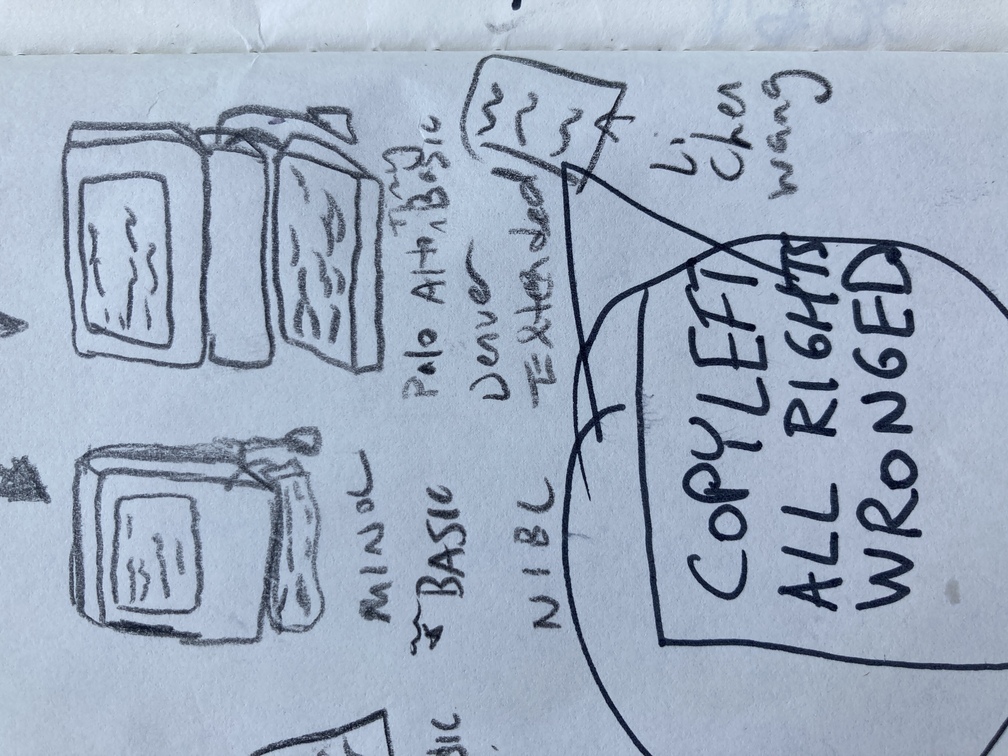 MINOL
BASIC
NIBL
SIC
Palo Alto Tiny Basic
Denver
Extended
Li
Chen
Wang
COPYLEFT
ALL RIGHTS
WRONGED